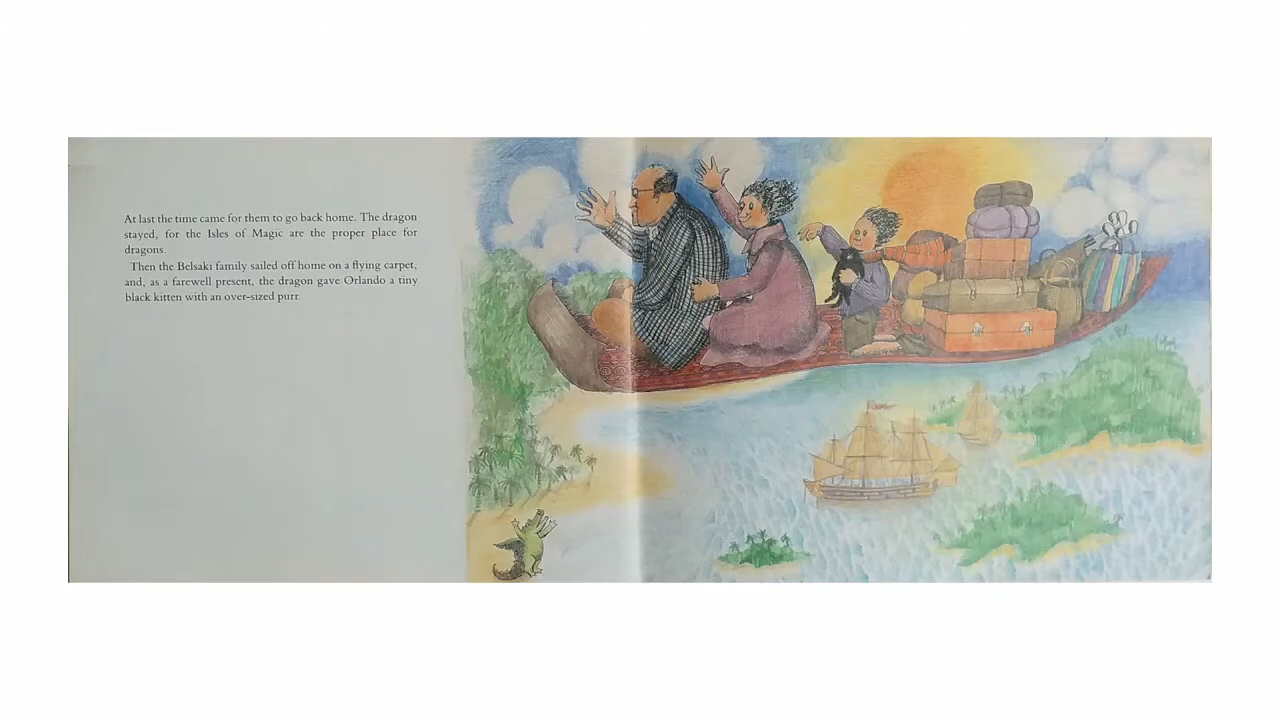 At last the time came for them to go back home. The dragon
stayed, for the Isles of Magic are the proper place for
dragons.
Then the Belsaki family sailed off home on a flying carpet,
and, as a farewell present, the dragon gave Orlando a tiny
black kitten with an over-sized purr.